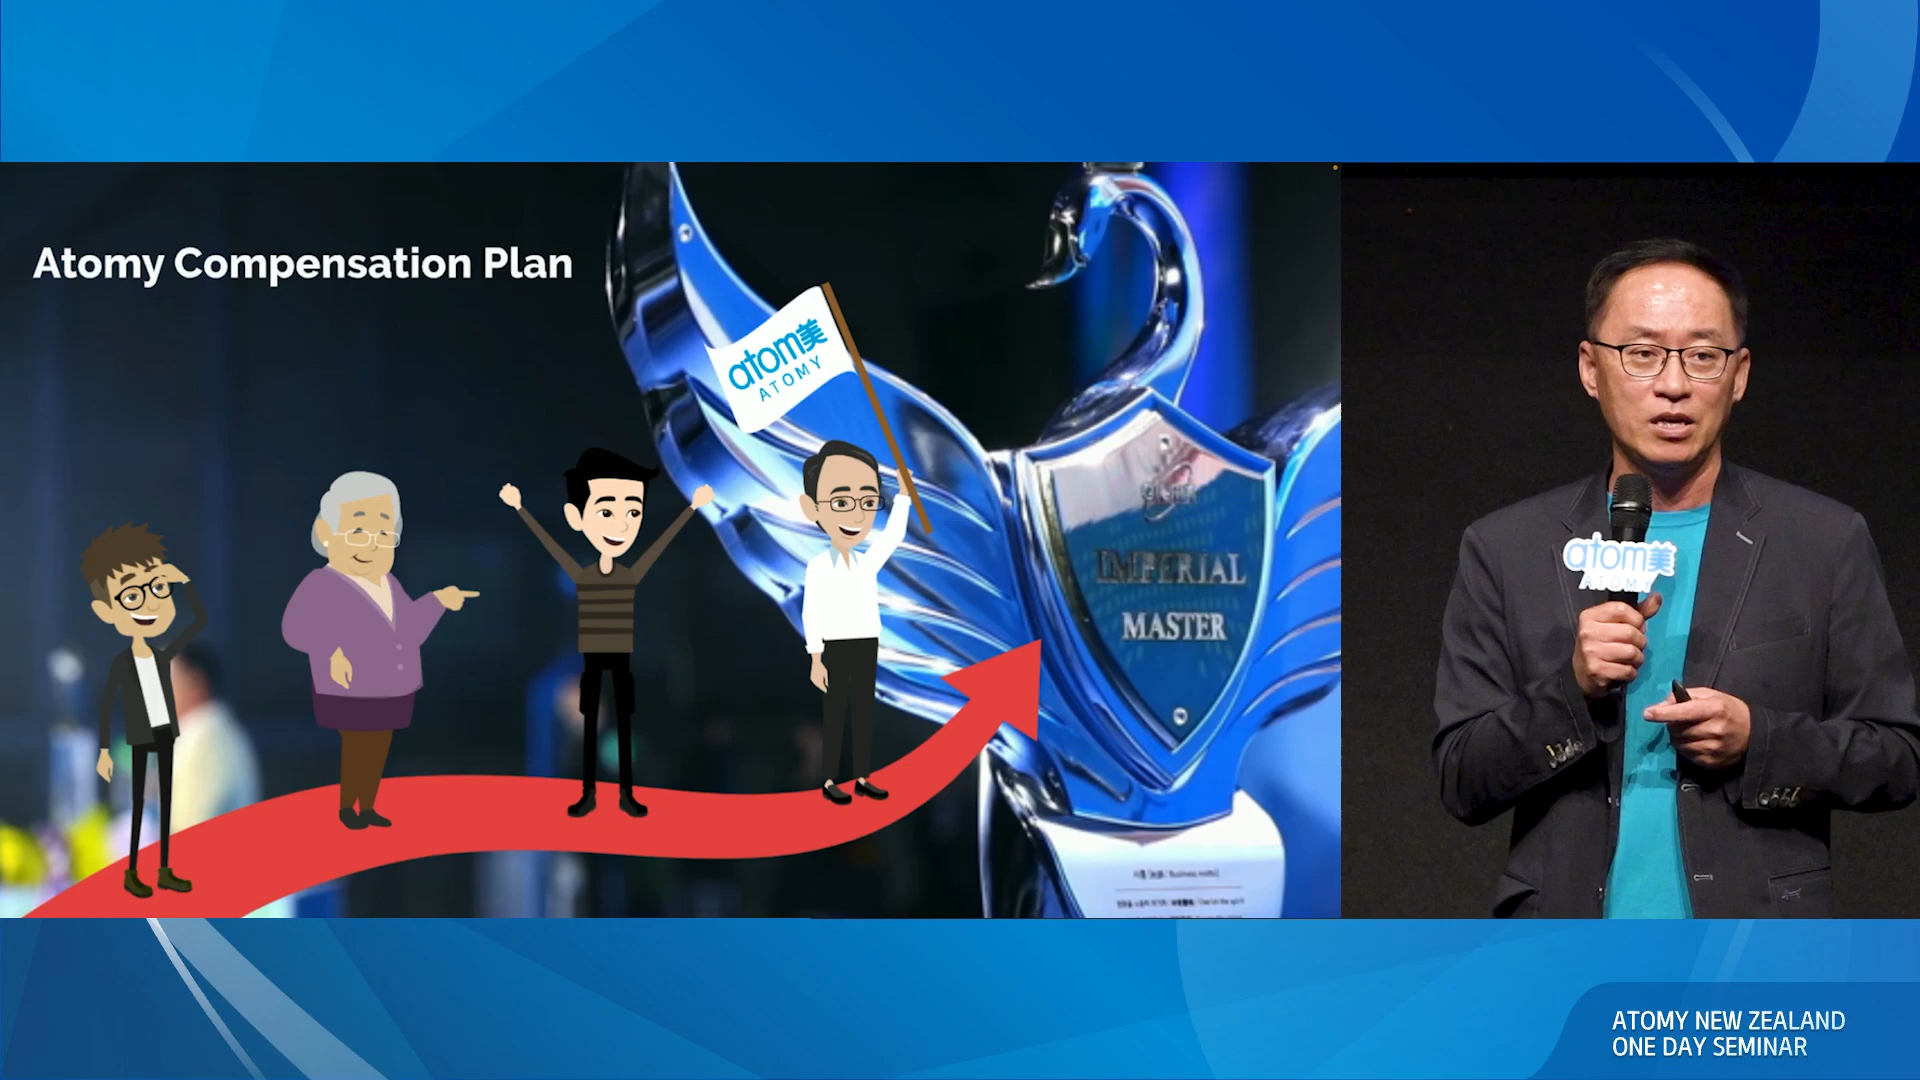 Atomy Compensation Plan
atom美
ATOMY
IMPERIAL
MASTER
atom美
ATOMY
ATOMY NEW ZEALAND
ONE DAY SEMINAR